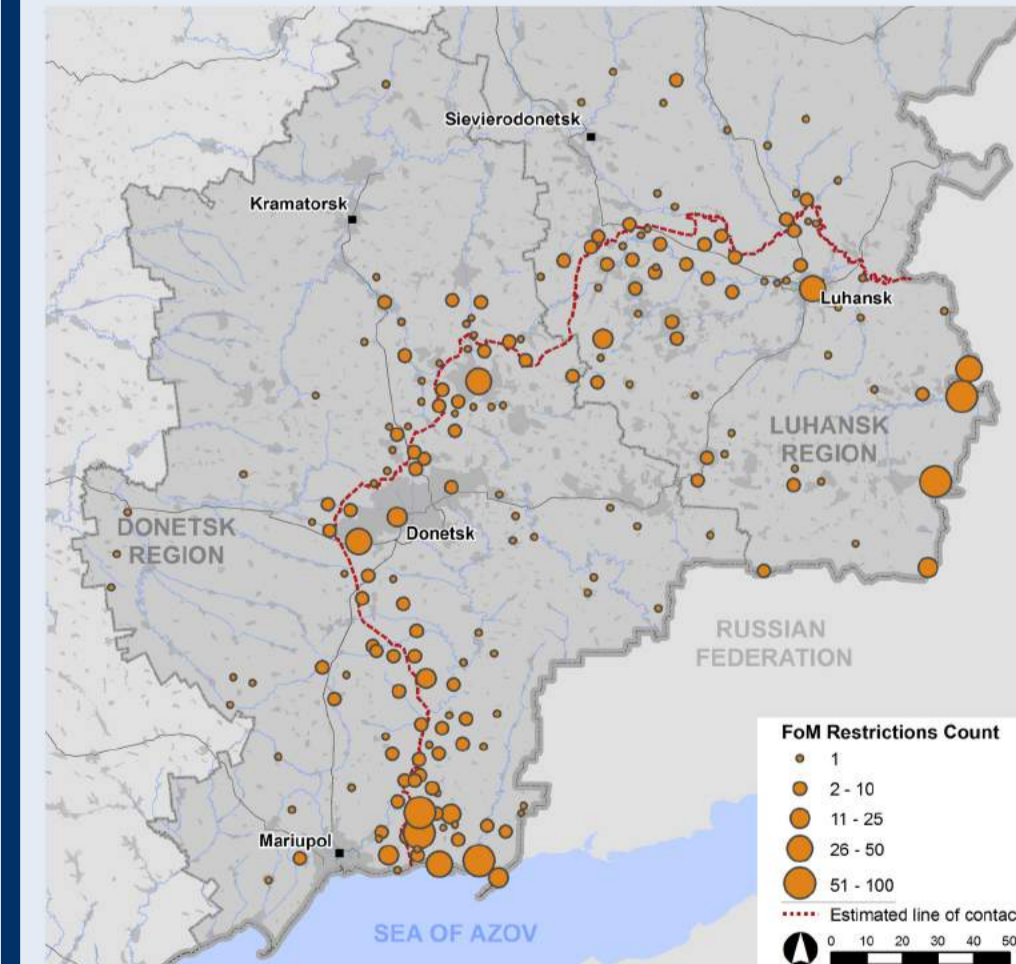 Sievierodonetsk
Kramatorsk
Luhansk
LUHANSK
REGION
DONETSK
REGION
Donetsk
RUSSIAN
FEDERATION
Mariupol
SEA OF AZOV
FoM Restrictions Count
1
2 - 10
11 - 25
26 - 50
51 - 100
Estimated line of contac
0 10 20 30 40 50